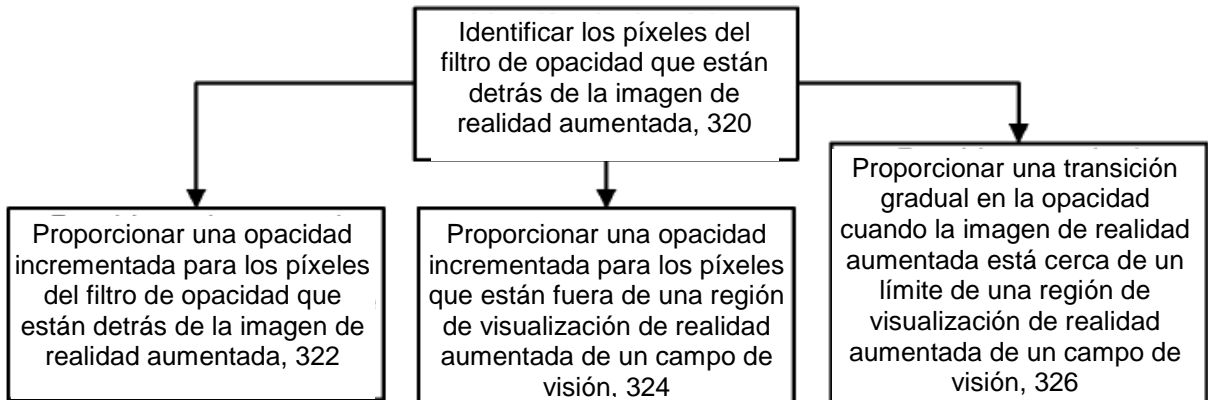 Identificar los píxeles del
filtro de opacidad que están
detrás de la imagen de
realidad aumentada, 320
Proporcionar una opacidad
incrementada para los píxeles
del filtro de opacidad que
están detrás de la imagen de
realidad aumentada, 322
Proporcionar una opacidad
incrementada para los píxeles
que están fuera de una región
de visualización de realidad
aumentada de un campo de
visión, 324
Proporcionar una transición
gradual en la opacidad
cuando la imagen de realidad
aumentada está cerca de un
límite de una región de
visualización de realidad
aumentada de un campo de
visión, 326